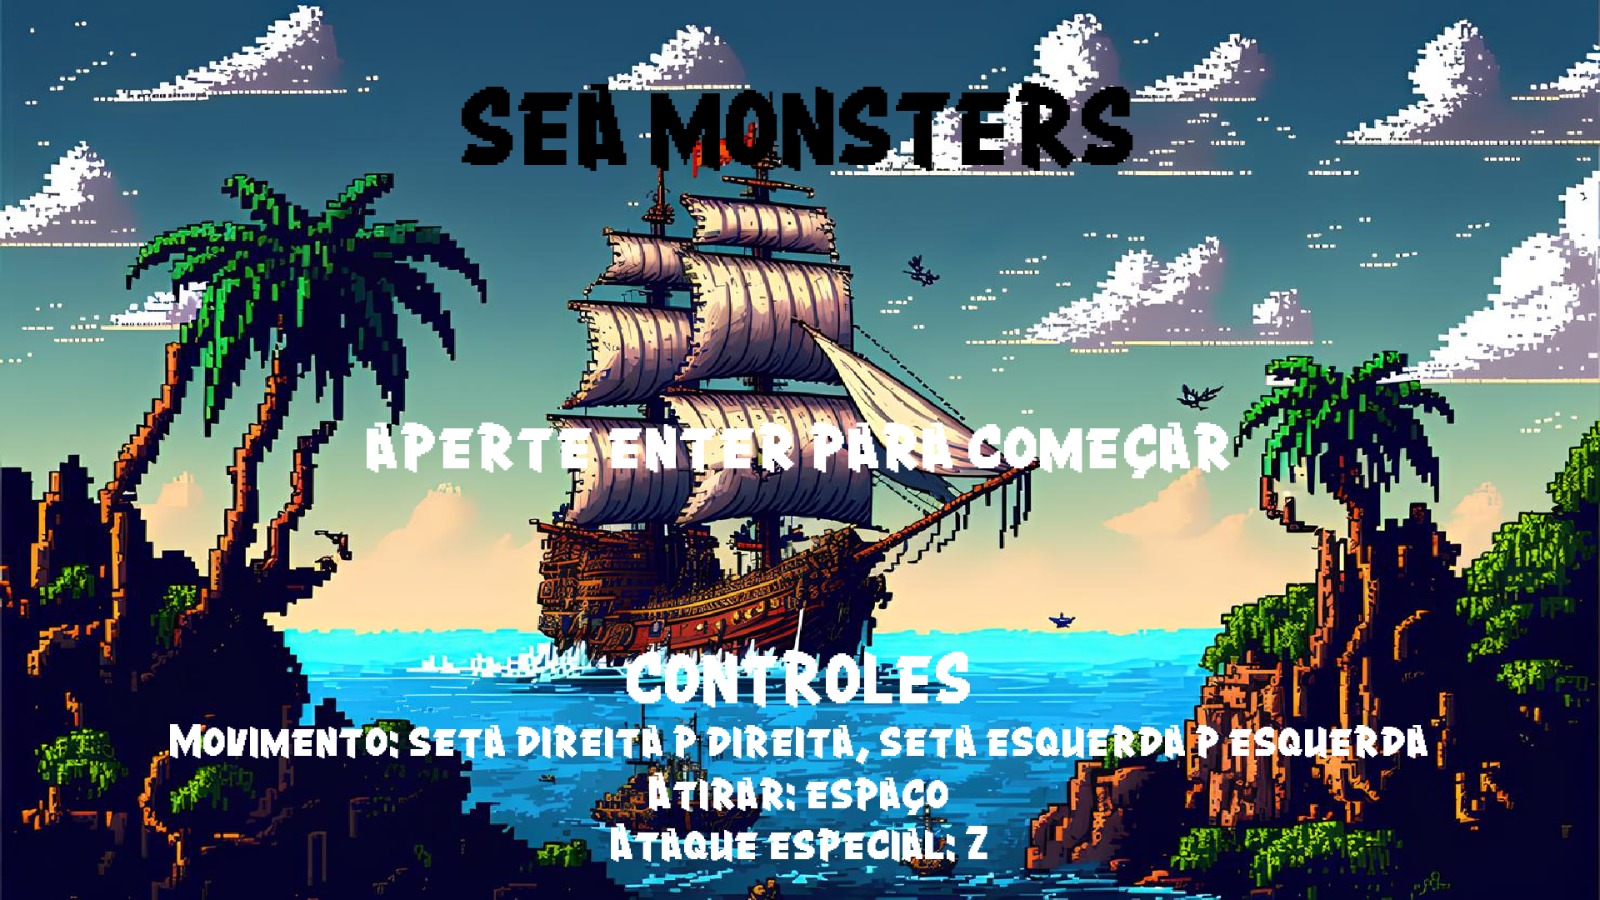 SEA MONSTERS
APERTE ENTER PARA COMEÇAR
CONTROLES
MOVIMENTO: SETA DIREITA P DIREITA, SETA ESQUERDA P ESQUERDA
ATIRAR: ESPAÇO
ATAQUE ESPECIAL: Z